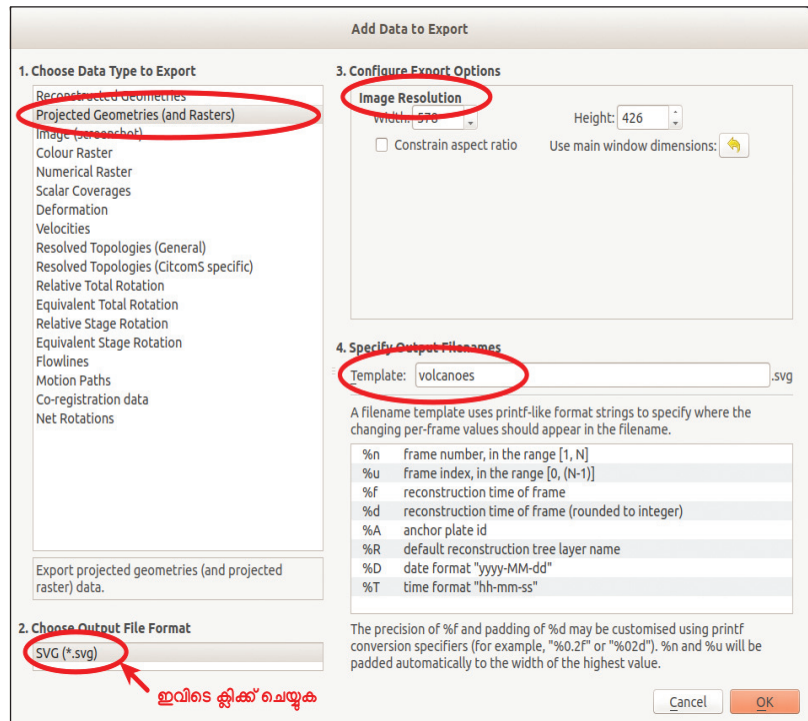 Add Data to Export
1. Choose Data Type to Export
Reconstructed Geometries
Projected Geometries (and Rasters)
Image (screenshot)
Colour Raster
Numerical Raster
Scalar Coverages
Deformation
Velocities
Resolved Topologies (General)
Resolved Topologies (CitcomS specific)
Relative Total Rotation
Equivalent Total Rotation
Relative Stage Rotation
Equivalent Stage Rotation
Flowlines
Motion Paths
Co-registration data
Net Rotations
Export projected geometries (and projected
raster) data.
2. Choose Output File Format
SVG (*.svg)
ഇവിടെ ക്ലിക്ക് ചെയ്യുക
3. Configure Export Options
Image Resolution
Width: 578 Height: 426
Constrain aspect ratio Use main window dimensions:
4. Specify Output Filenames
Template: volcanoes .svg
A filename template uses printf-like format strings to specify where the
changing per-frame values should appear in the filename.
%n frame number, in the range [1, N]
%u frame index, in the range [0, (N-1)]
%f reconstruction time of frame
%d reconstruction time of frame (rounded to integer)
%A anchor plate id
%R default reconstruction tree layer name
%D date format "yyyy-MM-dd"
%T time format "hh-mm-ss"
The precision of %f and padding of %d may be customised using printf
conversion specifiers (for example, "%0.2f" or "%02d"). %n and %u will be
padded automatically to the width of the highest value.
Cancel OK